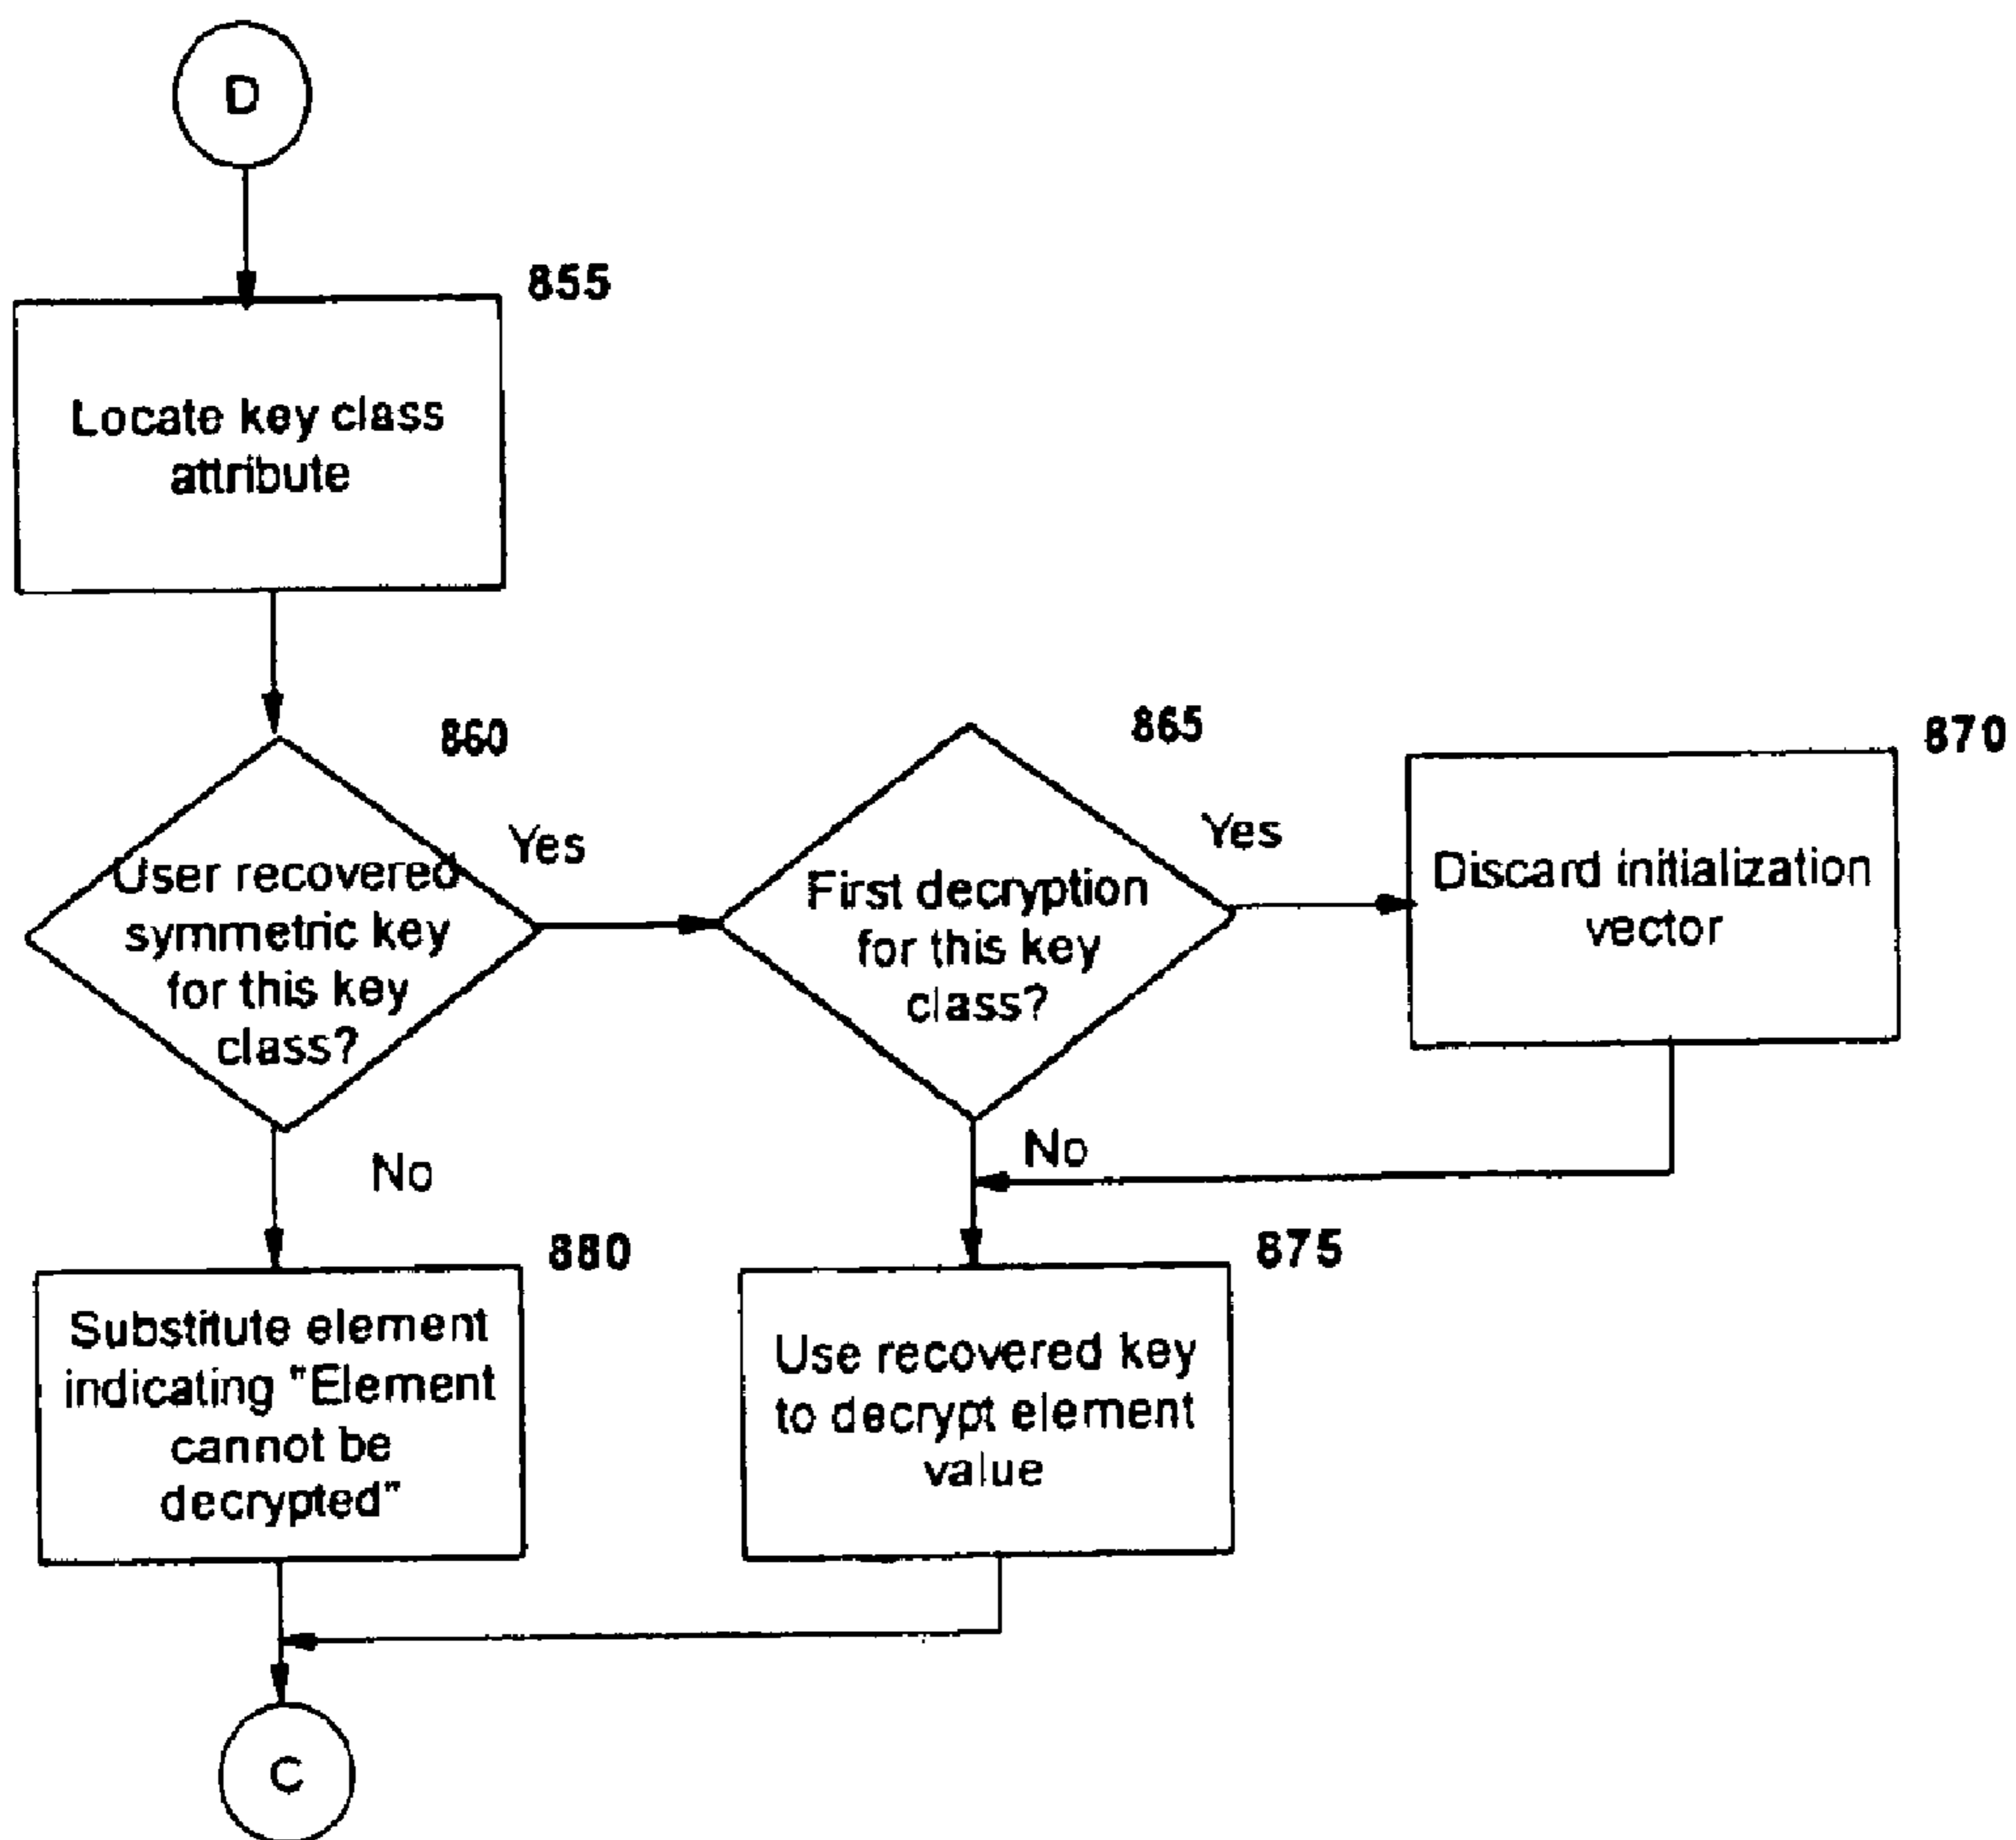 D
855
Locate key class
attribute
860
User recovered
symmetric key
for this key
class?
Yes
865
First decryption
for this key
class?
Yes
870
Discard initialization
vector
No
No
880
Substitute element
indicating "Element
cannot be
decrypted"
875
Use recovered key
to decrypt element
value
C